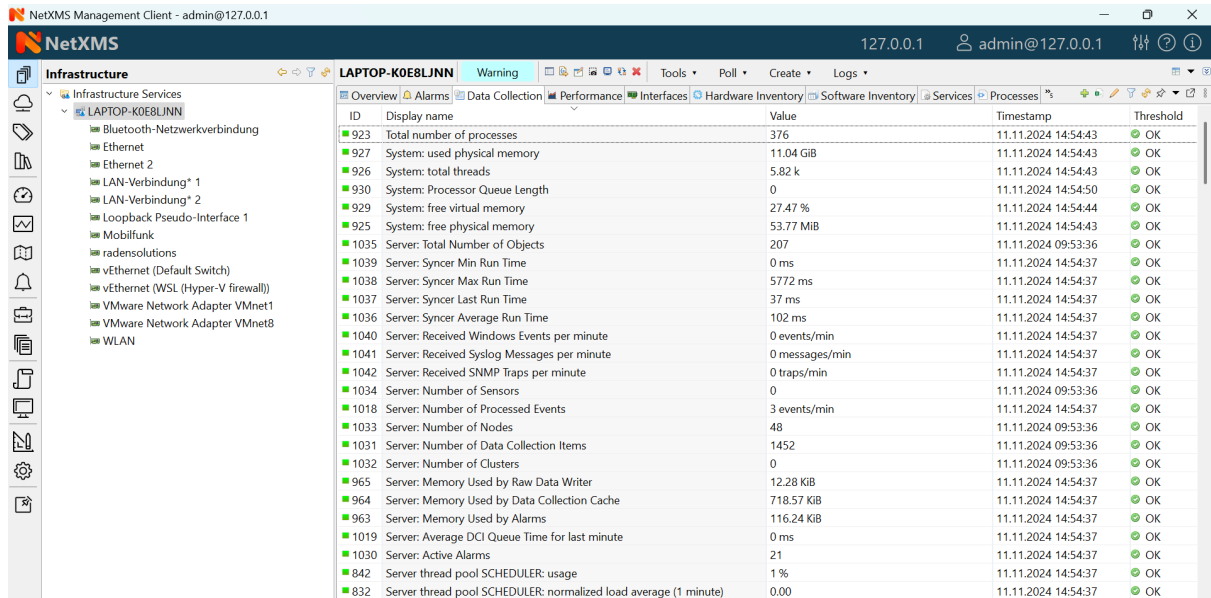 NetXMS Management Client - admin@127.0.0.1
NetXMS
127.0.0.1 admin@127.0.0.1
Infrastructure
Infrastructure Services
LAPTOP-K0E8LJNN
Bluetooth-Netzwerkverbindung
Ethernet
Ethernet 2
LAN-Verbindung* 1
LAN-Verbindung* 2
Loopback Pseudo-Interface 1
Mobilfunk
radensolutions
vEthernet (Default Switch)
vEthernet (WSL (Hyper-V firewall))
VMware Network Adapter VMnet1
VMware Network Adapter VMnet8
WLAN
LAPTOP-K0E8LJNN Warning Tools Poll Create Logs
Overview Alarms Data Collection Performance Interfaces Hardware Inventory Software Inventory Services Processes »5
ID Display name Value Timestamp Threshold
923 Total number of processes 376 11.11.2024 14:54:43 OK
927 System: used physical memory 11.04 GiB 11.11.2024 14:54:43 OK
926 System: total threads 5.82 k 11.11.2024 14:54:43 OK
930 System: Processor Queue Length 0 11.11.2024 14:54:50 OK
929 System: free virtual memory 27.47 % 11.11.2024 14:54:44 OK
925 System: free physical memory 53.77 MiB 11.11.2024 14:54:43 OK
1035 Server: Total Number of Objects 207 11.11.2024 09:53:36 OK
1039 Server: Syncer Min Run Time 0 ms 11.11.2024 14:54:37 OK
1038 Server: Syncer Max Run Time 5772 ms 11.11.2024 14:54:37 OK
1037 Server: Syncer Last Run Time 37 ms 11.11.2024 14:54:37 OK
1036 Server: Syncer Average Run Time 102 ms 11.11.2024 14:54:37 OK
1040 Server: Received Windows Events per minute 0 events/min 11.11.2024 14:54:37 OK
1041 Server: Received Syslog Messages per minute 0 messages/min 11.11.2024 14:54:37 OK
1042 Server: Received SNMP Traps per minute 0 traps/min 11.11.2024 14:54:37 OK
1034 Server: Number of Sensors 0 11.11.2024 09:53:36 OK
1018 Server: Number of Processed Events 3 events/min 11.11.2024 14:54:37 OK
1033 Server: Number of Nodes 48 11.11.2024 09:53:36 OK
1031 Server: Number of Data Collection Items 1452 11.11.2024 09:53:36 OK
1032 Server: Number of Clusters 0 11.11.2024 09:53:36 OK
965 Server: Memory Used by Raw Data Writer 12.28 KiB 11.11.2024 14:54:37 OK
964 Server: Memory Used by Data Collection Cache 718.57 KiB 11.11.2024 14:54:37 OK
963 Server: Memory Used by Alarms 116.24 KiB 11.11.2024 14:54:37 OK
1019 Server: Average DCI Queue Time for last minute 0 ms 11.11.2024 14:54:37 OK
1030 Server: Active Alarms 21 11.11.2024 14:54:37 OK
842 Server thread pool SCHEDULER: usage 1 % 11.11.2024 14:54:37 OK
832 Server thread pool SCHEDULER: normalized load average (1 minute) 0.00 11.11.2024 14:54:37 OK